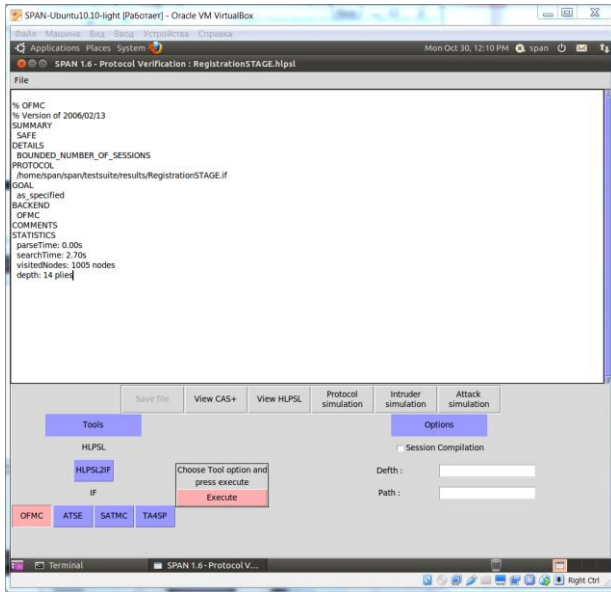 SPAN-Ubuntu10.10-light [Работает] - Oracle VM VirtualBox
Файл Машина Вид Ввод Устройства Справка
Applications Places System Mon Oct 30, 12:10 PM span
SPAN 1.6 - Protocol Verification : RegistrationSTAGE.hlpsl
File
% OFMC
% Version of 2006/02/13
SUMMARY
SAFE
DETAILS
BOUNDED_NUMBER_OF_SESSIONS
PROTOCOL
/home/span/span/testsuite/results/RegistrationSTAGE.if
GOAL
as_specified
BACKEND
OFMC
COMMENTS
STATISTICS
parseTime: 0.00s
searchTime: 2.70s
visitedNodes: 1005 nodes
depth: 14 plies
Save file View CAS+ View HLPSL Protocol simulation Intruder simulation Attack simulation
Tools Options
HLPSL Session Compilation
HLPSL2IF Choose Tool option and press execute Defth :
IF Execute Path :
OFMC ATSE SATMC TA4SP
Terminal SPAN 1.6 - Protocol V...
Right Ctrl